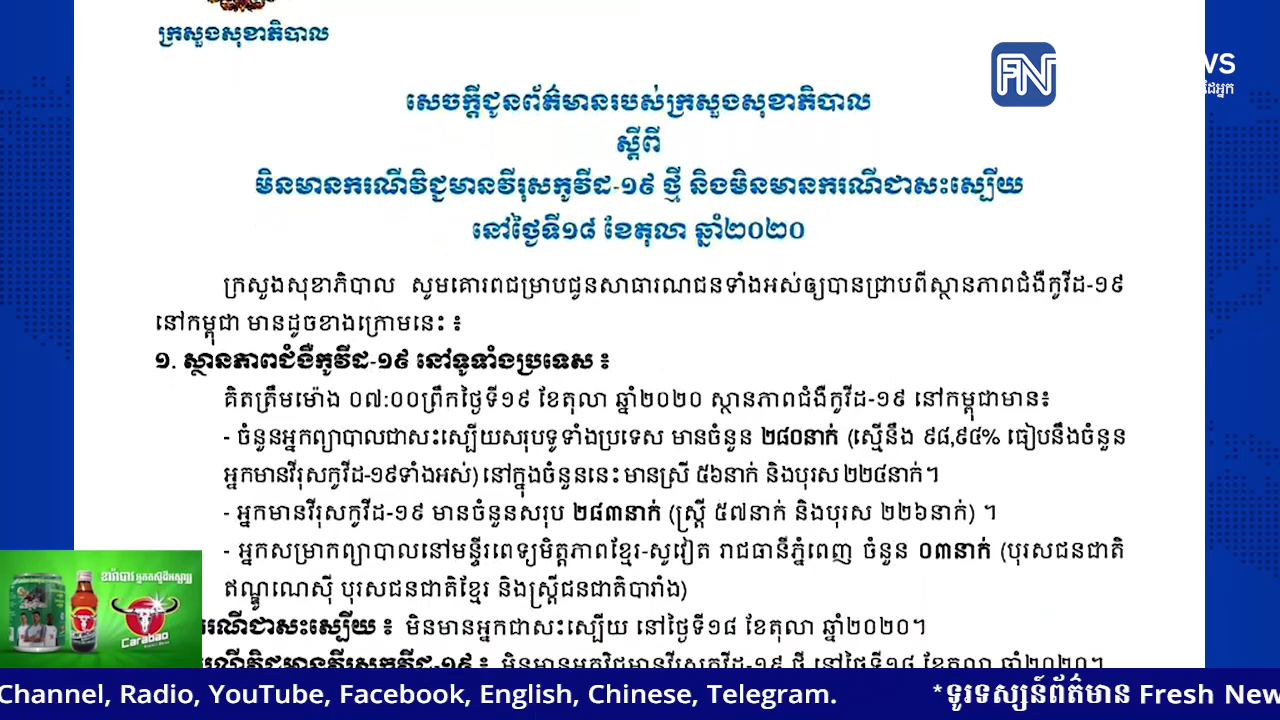 ក្រសួងសុខាភិបាល
FN
WS
ដៃអ្នក
សេចក្តីជូនព័ត៌មានរបស់ក្រសួងសុខាភិបាល
ស្តីពី
មិនមានករណីវិជ្ជមានវីរុសកូវីដ-១៩ ថ្មី និងមិនមានករណីជាសះស្បើយ
នៅថ្ងៃទី១៨ ខែតុលា ឆ្នាំ២០២០
ក្រសួងសុខាភិបាល សូមគោរពជម្រាបជូនសាធារណជនទាំងអស់ឲ្យបានជ្រាបពីស្ថានភាពជំងឺកូវីដ-១៩
នៅកម្ពុជា មានដូចខាងក្រោមនេះ ៖
១. ស្ថានភាពជំងឺកូវីដ-១៩ នៅទូទាំងប្រទេស ៖
គិតត្រឹមម៉ោង ០៧:០០ព្រឹកថ្ងៃទី១៩ ខែតុលា ឆ្នាំ២០២០ ស្ថានភាពជំងឺកូវីដ-១៩ នៅកម្ពុជាមាន៖
- ចំនួនអ្នកព្យាបាលជាសះស្បើយសរុបទូទាំងប្រទេស មានចំនួន ២៨០នាក់ (ស្មើនឹង ៩៨,៩៤% ធៀបនឹងចំនួន
អ្នកមានវីរុសកូវីដ-១៩ទាំងអស់) នៅក្នុងចំនួននេះ មានស្រី ៥៦នាក់ និងបុរស ២២៤នាក់។
- អ្នកមានវីរុសកូវីដ-១៩ មានចំនួនសរុប ២៨៣នាក់ (ស្ត្រី ៥៧នាក់ និងបុរស ២២៦នាក់) ។
- អ្នកសម្រាកព្យាបាលនៅមន្ទីរពេទ្យមិត្តភាពខ្មែរ-សូវៀត រាជធានីភ្នំពេញ ចំនួន ០៣នាក់ (បុរសជនជាតិ
ឥណ្ឌូណេស៊ី បុរសជនជាតិខ្មែរ និងស្ត្រីជនជាតិបារាំង)
រណីជាសះស្បើយ ៖ មិនមានអ្នកជាសះស្បើយ នៅថ្ងៃទី១៨ ខែតុលា ឆ្នាំ២០២០។
Carabao
Channel, Radio, YouTube, Facebook, English, Chinese, Telegram. *ទូរទស្សន៍ព័ត៌មាន Fresh New